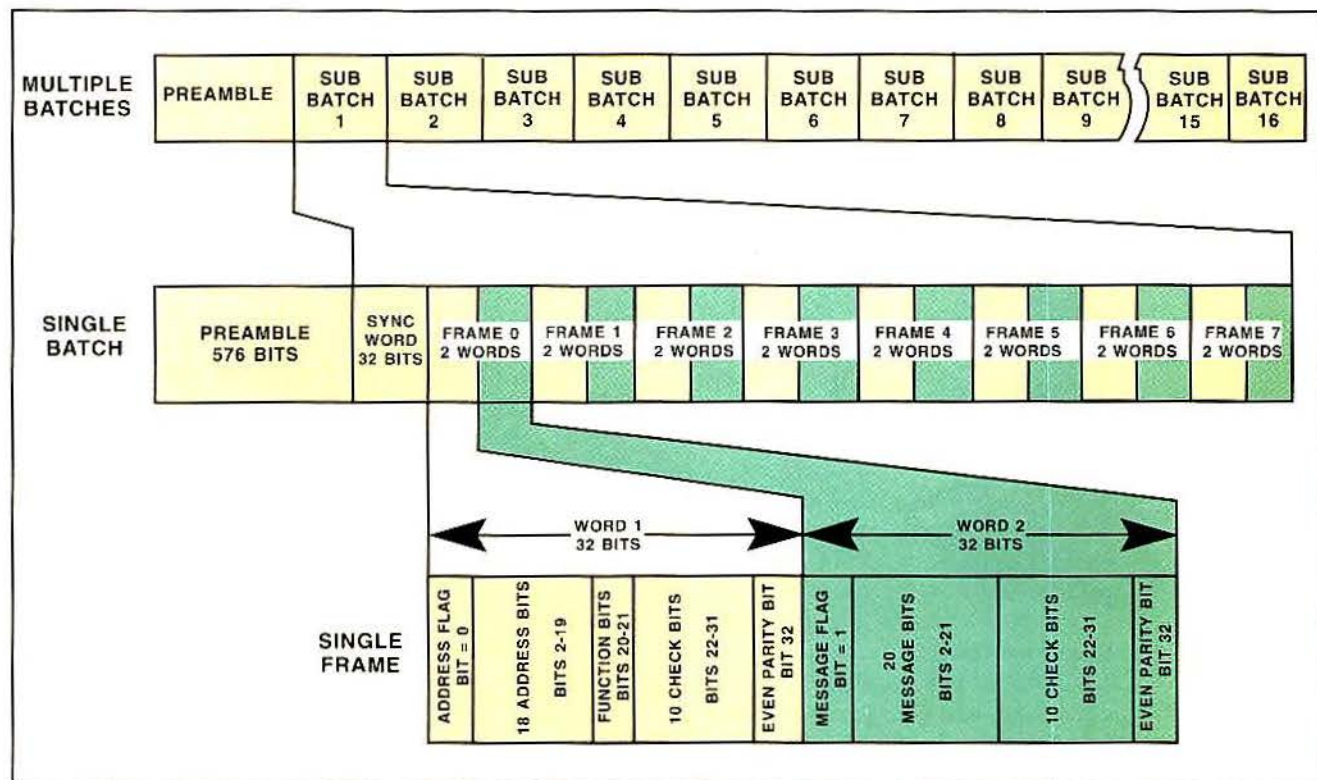 MULTIPLE
BATCHES
PREAMBLE
SUB
BATCH
1
SUB
BATCH
2
SUB
BATCH
3
SUB
BATCH
4
SUB
BATCH
5
SUB
BATCH
6
SUB
BATCH
7
SUB
BATCH
8
SUB
BATCH
9
SUB
BATCH
15
SUB
BATCH
16
SINGLE
BATCH
PREAMBLE
576 BITS
SYNC
WORD
32 BITS
FRAME 0
2 WORDS
FRAME 1
2 WORDS
FRAME 2
2 WORDS
FRAME 3
2 WORDS
FRAME 4
2 WORDS
FRAME 5
2 WORDS
FRAME 6
2 WORDS
FRAME 7
2 WORDS
WORD 1
32 BITS
WORD 2
32 BITS
SINGLE
FRAME
ADDRESS FLAG
BIT = 0
18 ADDRESS BITS
BITS 2-19
FUNCTION BITS
BITS 20-21
10 CHECK BITS
BITS 22-31
EVEN PARITY BIT
BIT 32
MESSAGE FLAG
BIT = 1
20
MESSAGE BITS
BITS 2-21
10 CHECK BITS
BITS 22-31
EVEN PARITY BIT
BIT 32